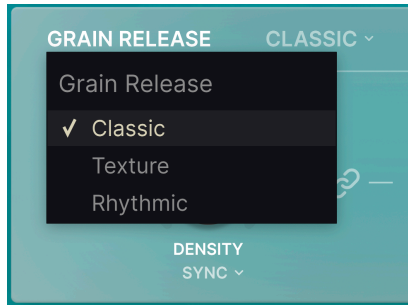 GRAIN RELEASE CLASSIC
Grain Release
✓ Classic
Texture
Rhythmic
DENSITY
SYNC